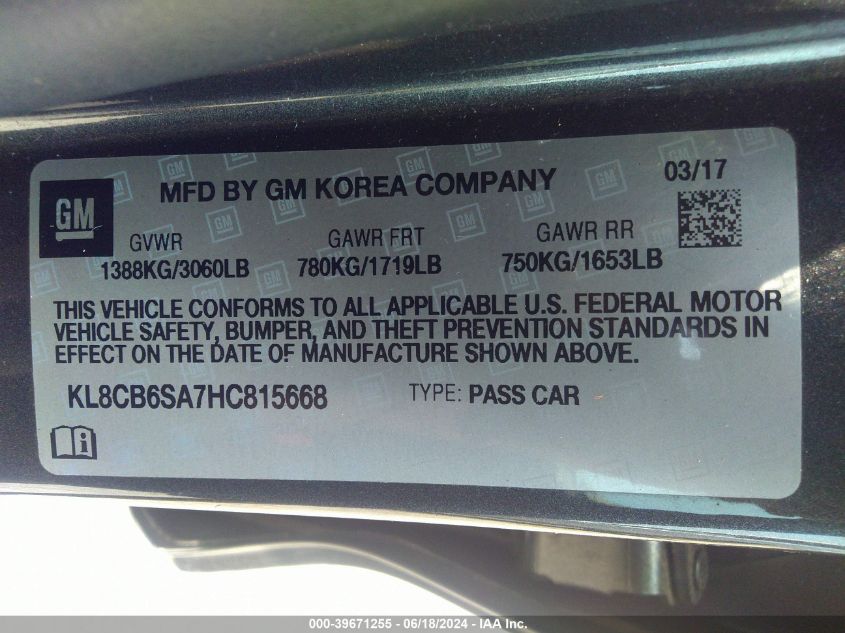 GM
MFD BY GM KOREA COMPANY
03/17
GVWR GAWR FRT GAWR RR
1388KG/3060LB 780KG/1719LB 750KG/1653LB
THIS VEHICLE CONFORMS TO ALL APPLICABLE U.S. FEDERAL MOTOR
VEHICLE SAFETY, BUMPER, AND THEFT PREVENTION STANDARDS IN
EFFECT ON THE DATE OF MANUFACTURE SHOWN ABOVE.
KL8CB6SA7HC815668 TYPE: PASS CAR
000-39671255 - 06/18/2024 - IAA Inc.